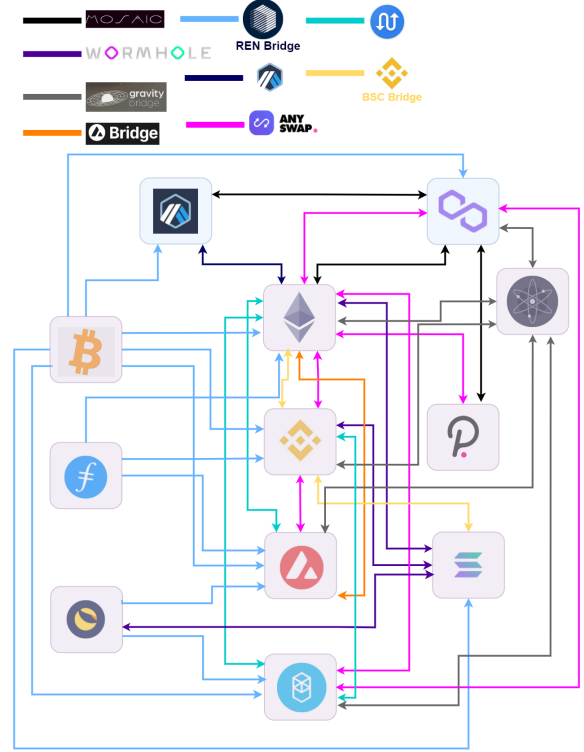 MOSAIC
REN Bridge
WORMHOLE
BSC Bridge
gravity
bridge
Bridge
ANY
SWAP.